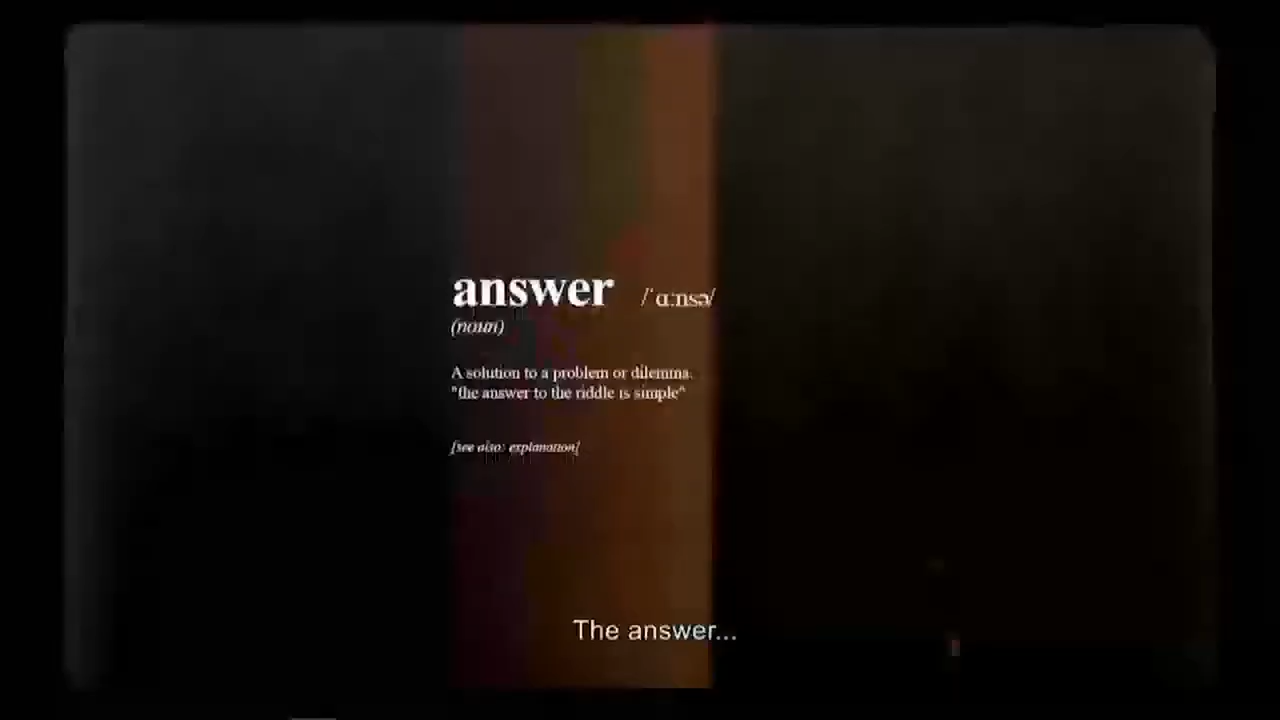 answer /ˈɑːnsə/
(noun)
A solution to a problem or dilemma.
"the answer to the riddle is simple"
[see also: explanation]
The answer...